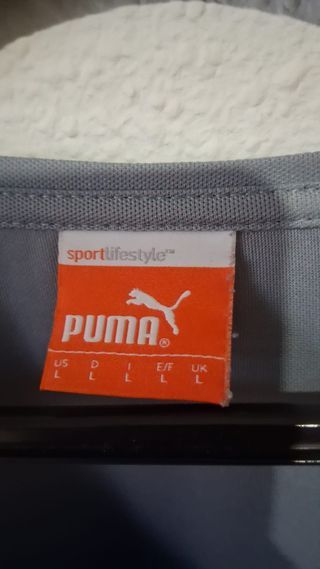 sportlifestyle™
PUMA®
US D I E/F UK
L L L L L